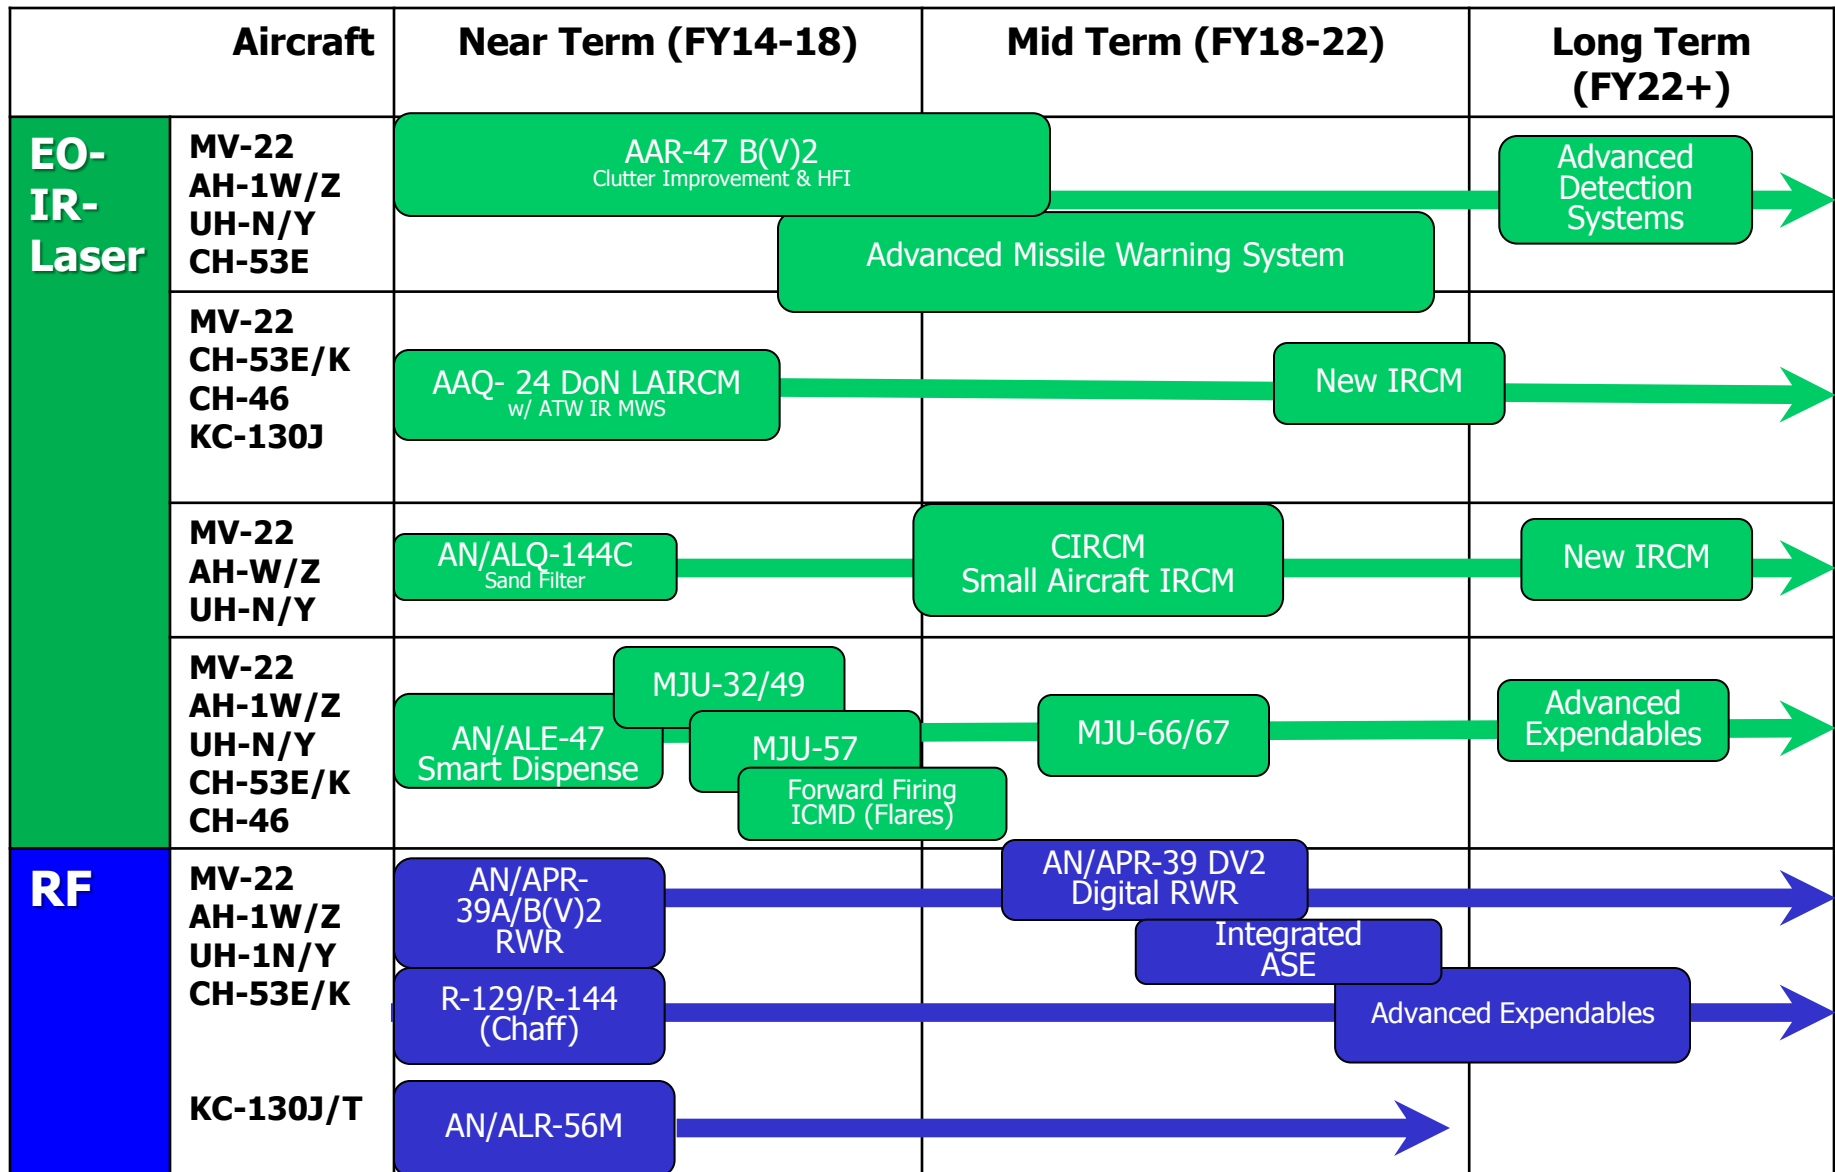 Aircraft
Near Term (FY14-18)
Mid Term (FY18-22)
Long Term
(FY22+)
EO-
IR-
Laser
MV-22
AH-1W/Z
UH-N/Y
CH-53E
AAR-47 B(V)2
Clutter Improvement & HFI
Advanced Missile Warning System
Advanced
Detection
Systems
MV-22
CH-53E/K
CH-46
KC-130J
AAQ- 24 DoN LAIRCM
w/ ATW IR MWS
New IRCM
MV-22
AH-W/Z
UH-N/Y
AN/ALQ-144C
Sand Filter
CIRCM
Small Aircraft IRCM
New IRCM
MV-22
AH-1W/Z
UH-N/Y
CH-53E/K
CH-46
AN/ALE-47
Smart Dispense
MJU-32/49
MJU-57
Forward Firing
ICMD (Flares)
MJU-66/67
Advanced
Expendables
RF
MV-22
AH-1W/Z
UH-1N/Y
CH-53E/K
AN/APR-
39A/B(V)2
RWR
AN/APR-39 DV2
Digital RWR
Integrated
ASE
R-129/R-144
(Chaff)
Advanced Expendables
KC-130J/T
AN/ALR-56M